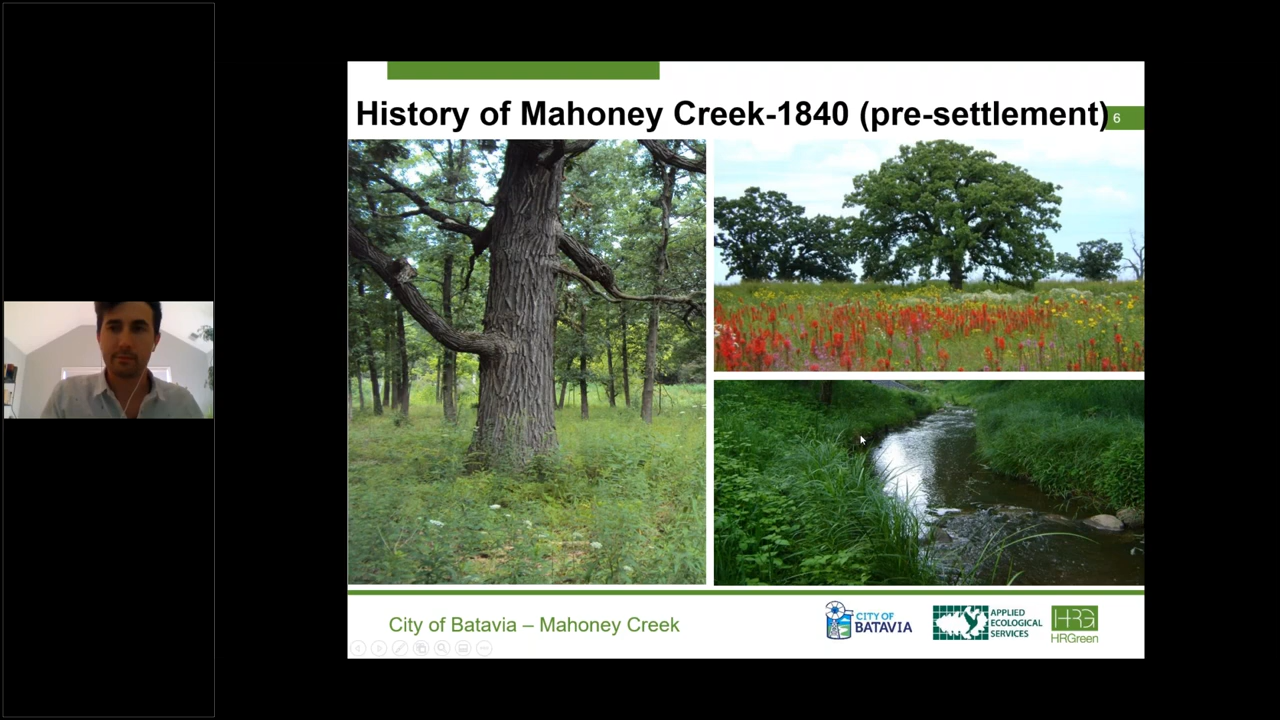 History of Mahoney Creek-1840 (pre-settlement)
6
City of Batavia – Mahoney Creek
CITY OF
BATAVIA
APPLIED
ECOLOGICAL
SERVICES
HRG
HRGreen